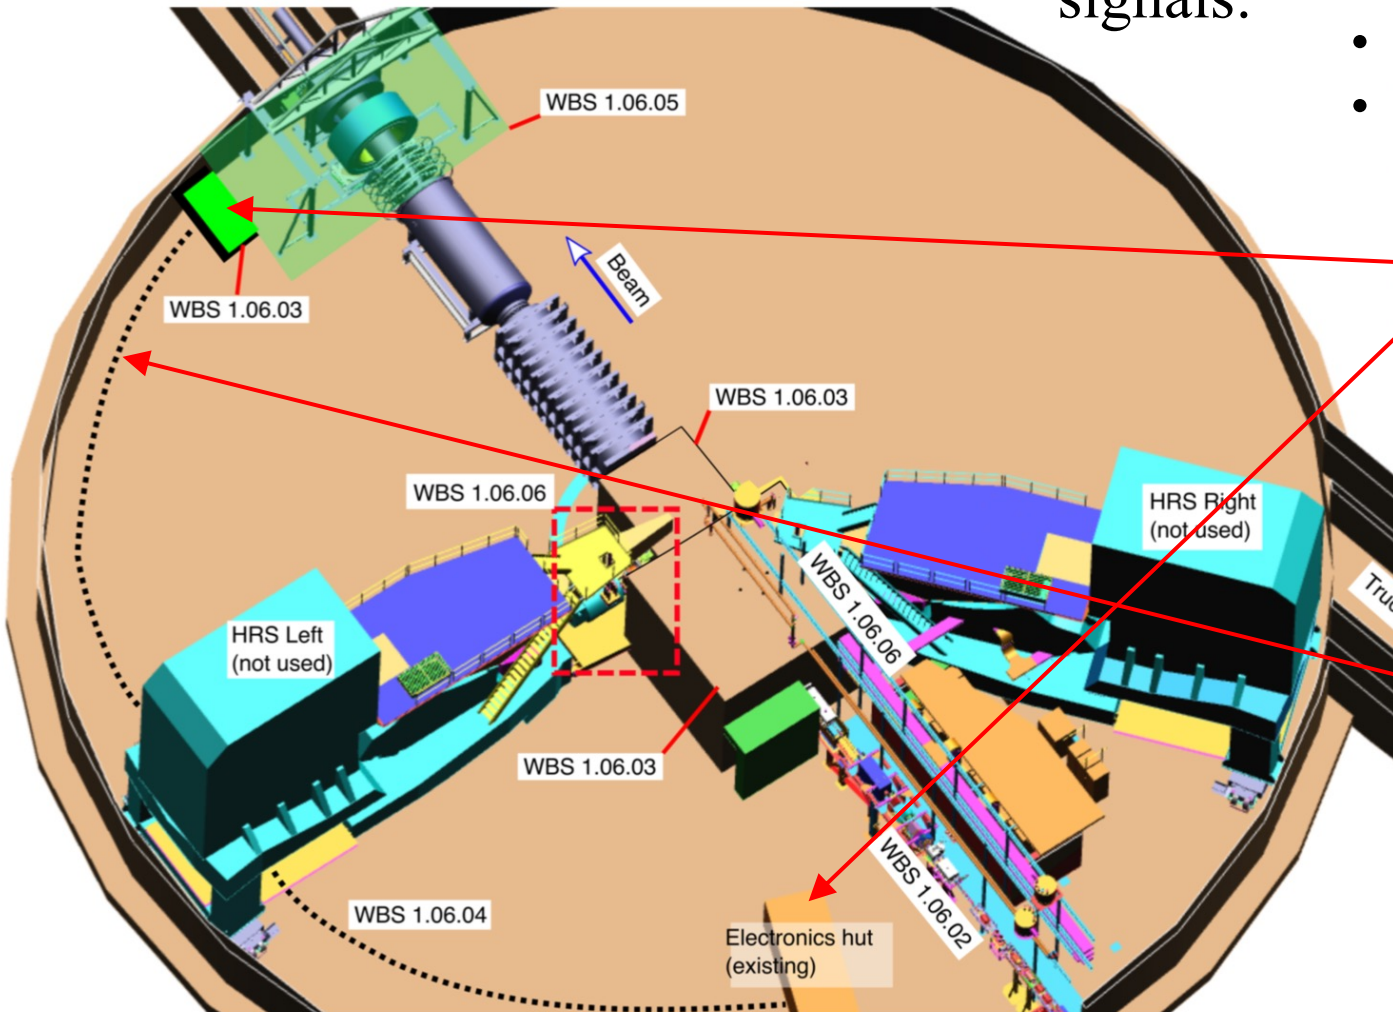 signals:
•
•
WBS 1.06.05
Beam
WBS 1.06.03
WBS 1.06.03
WBS 1.06.06
HRS Right
(not used)
WBS 1.06.06
HRS Left
(not used)
WBS 1.06.03
WBS 1.06.02
WBS 1.06.04
Electronics hut
(existing)